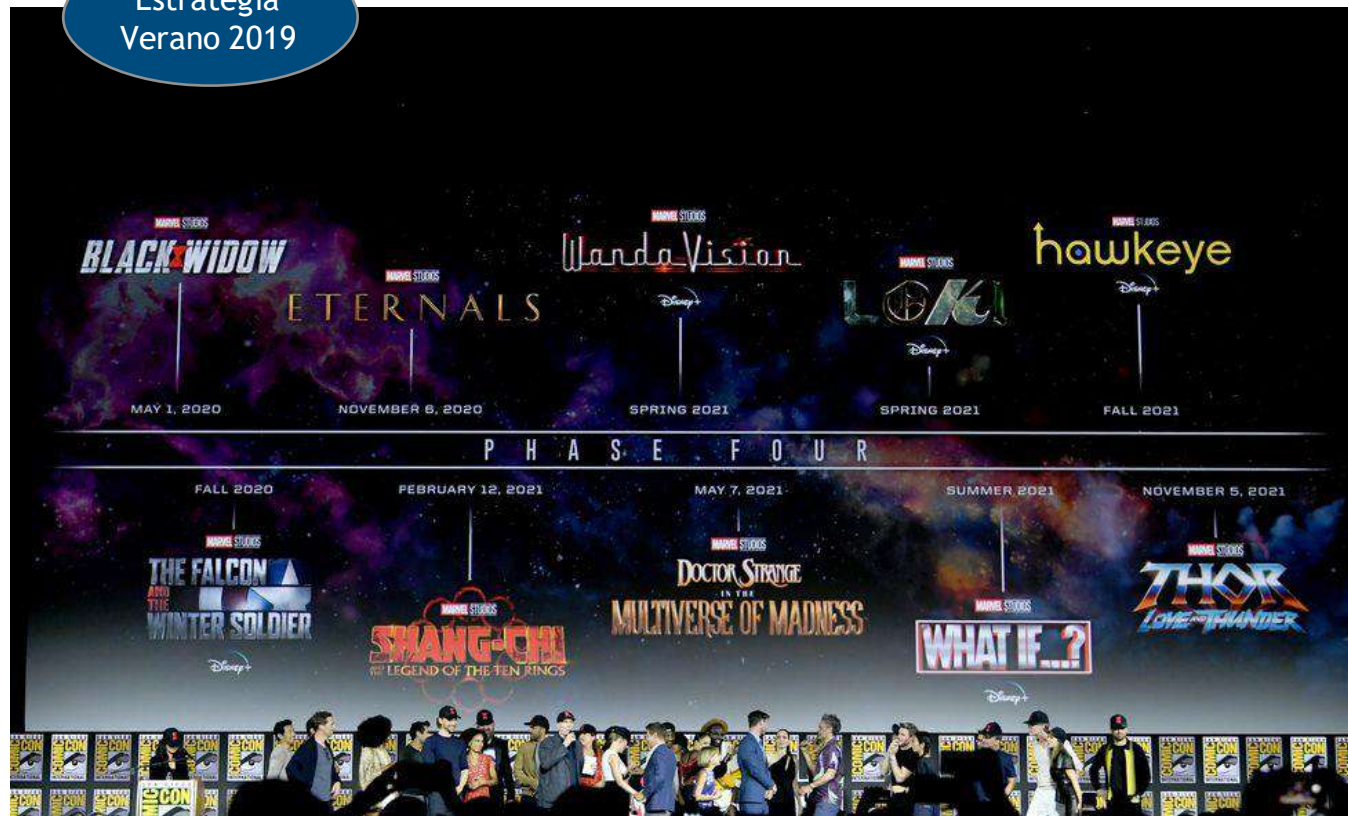 Estrategia
Verano 2019
MARVEL STUDIOS
BLACK WIDOW
MAY 1, 2020
MARVEL STUDIOS
ETERNALS
NOVEMBER 6, 2020
MARVEL STUDIOS
WandaVision
Disney+
SPRING 2021
MARVEL STUDIOS
LOKI
Disney+
SPRING 2021
MARVEL STUDIOS
hawkeye
Disney+
FALL 2021
PHASE FOUR
FALL 2020
MARVEL STUDIOS
THE FALCON
AND
THE
WINTER SOLDIER
Disney+
FEBRUARY 12, 2021
MARVEL STUDIOS
SHANG-CHI
AND THE LEGEND OF THE TEN RINGS
MAY 7, 2021
MARVEL STUDIOS
DOCTOR STRANGE
IN THE
MULTIVERSE OF MADNESS
SUMMER 2021
MARVEL STUDIOS
WHAT IF...?
Disney+
NOVEMBER 5, 2021
MARVEL STUDIOS
THOR
LOVE AND THUNDER
COMIC CON
INTERNATIONAL